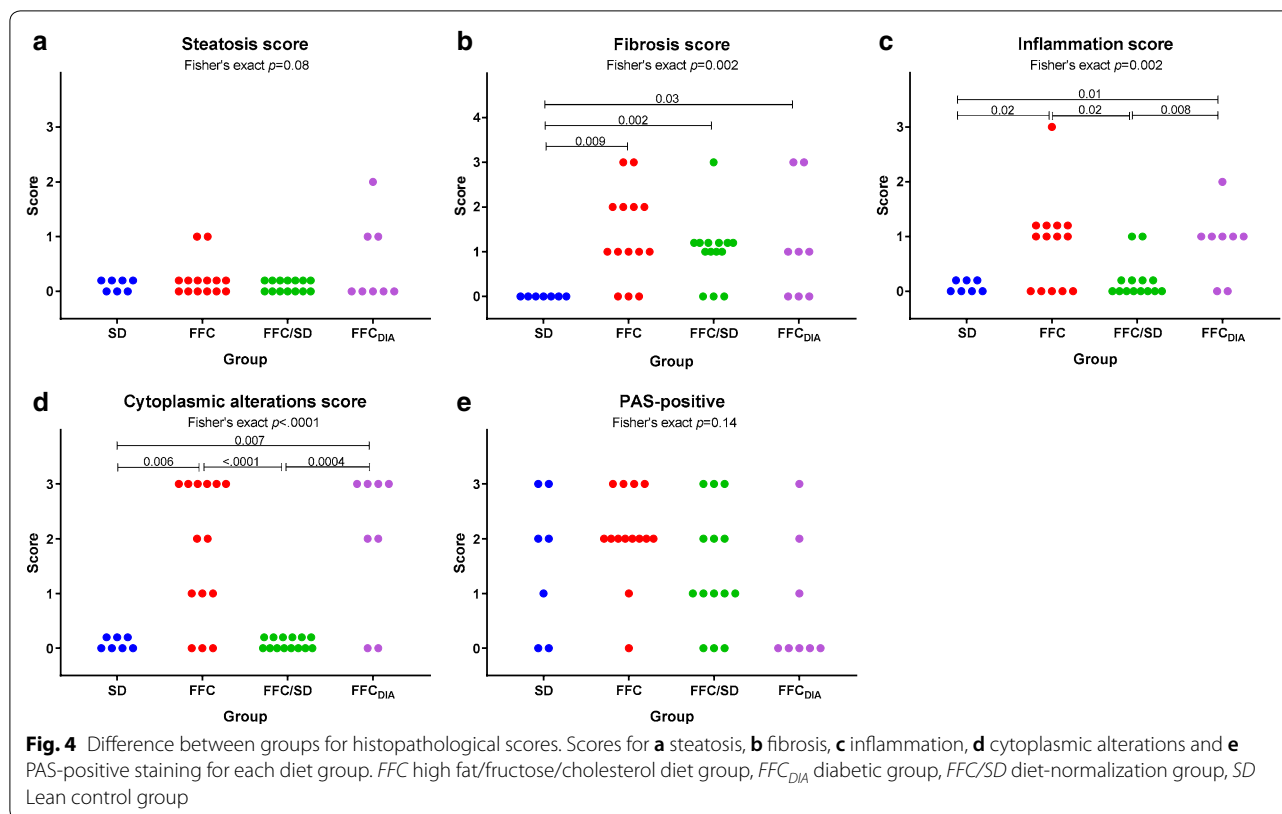 a
Steatosis score
Fisher's exact p=0.08
Score
3
2
1
0
SD FFC FFC/SD FFCDIA
Group
b
Fibrosis score
Fisher's exact p=0.002
0.03
0.002
0.009
Score
4
3
2
1
0
SD FFC FFC/SD FFCDIA
Group
c
Inflammation score
Fisher's exact p=0.002
0.01
0.02 0.02 0.008
Score
3
2
1
0
SD FFC FFC/SD FFCDIA
Group
d
Cytoplasmic alterations score
Fisher's exact p<.0001
0.007
0.006 <.0001 0.0004
Score
3
2
1
0
SD FFC FFC/SD FFCDIA
Group
e
PAS-positive
Fisher's exact p=0.14
Score
3
2
1
0
SD FFC FFC/SD FFCDIA
Group
Fig. 4 Difference between groups for histopathological scores. Scores for a steatosis, b fibrosis, c inflammation, d cytoplasmic alterations and e
PAS-positive staining for each diet group. FFC high fat/fructose/cholesterol diet group, FFCDIA diabetic group, FFC/SD diet-normalization group, SD
Lean control group